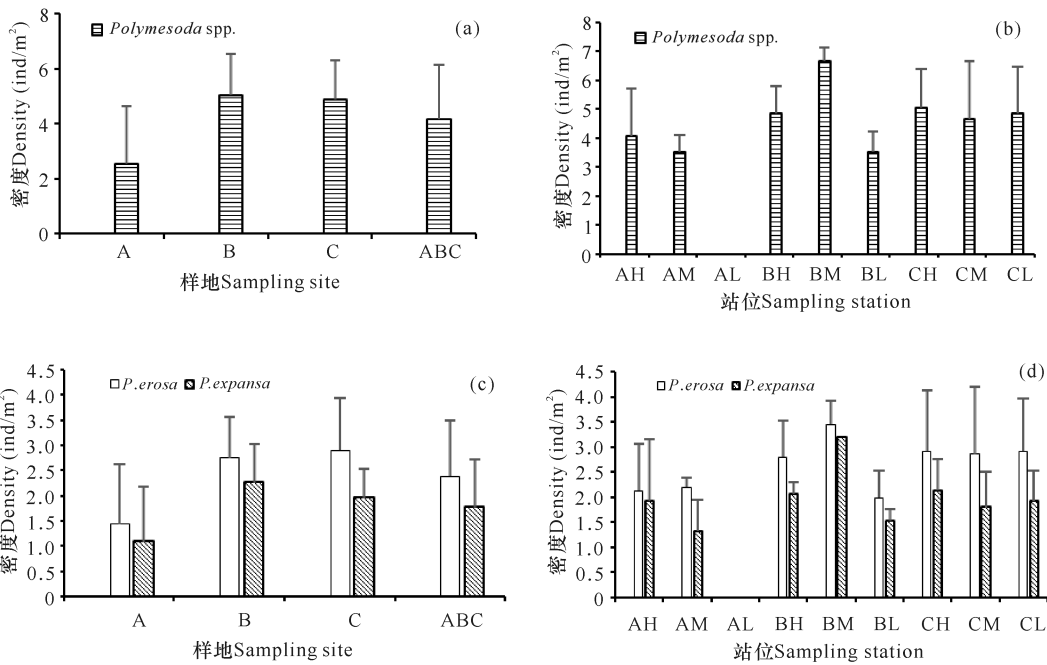 8
6
4
2
0
密度Density (ind/m²)
Polymesoda spp.
(a)
A B C ABC
样地Sampling site
8
7
6
5
4
3
2
1
0
密度Density (ind/m²)
Polymesoda spp.
(b)
AH AM AL BH BM BL CH CM CL
站位Sampling station
4.5
4.0
3.5
3.0
2.5
2.0
1.5
1.0
0.5
0
密度Density (ind/m²)
P.erosa P.expansa
(c)
A B C ABC
样地Sampling site
4.5
4.0
3.5
3.0
2.5
2.0
1.5
1.0
0.5
0
密度Density (ind/m²)
P.erosa P.expansa
(d)
AH AM AL BH BM BL CH CM CL
站位Sampling station